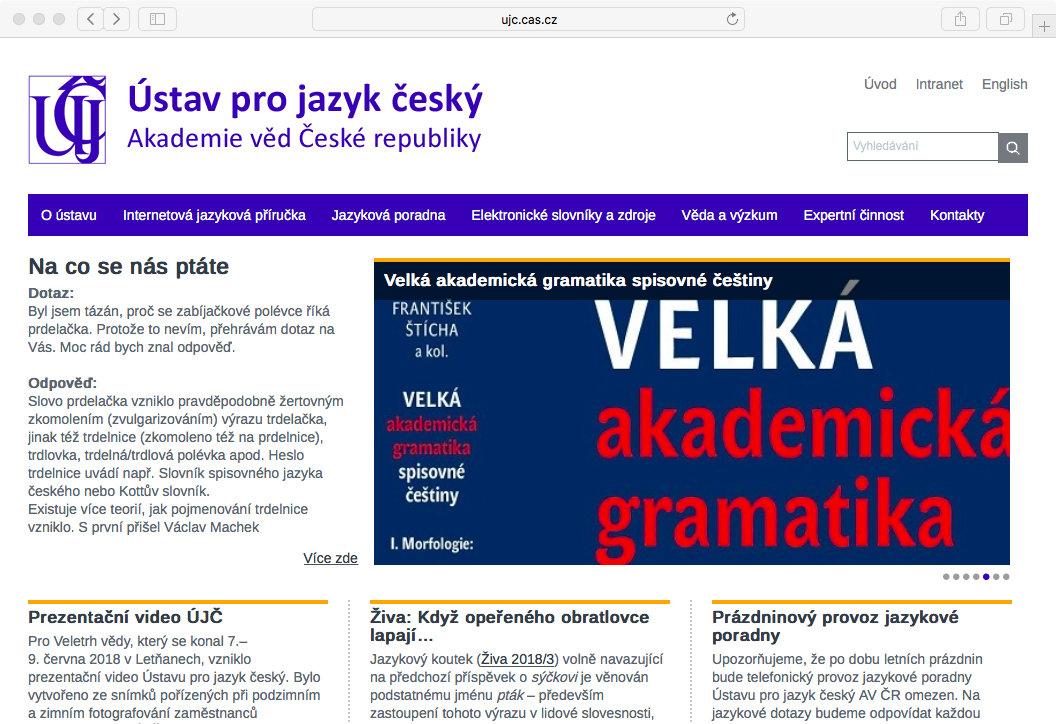 ujc.cas.cz
Ústav pro jazyk český
Akademie věd České republiky
Úvod Intranet English
Vyhledávání
O ústavu Internetová jazyková příručka Jazyková poradna Elektronické slovníky a zdroje Věda a výzkum Expertní činnost Kontakty
Na co se nás ptáte
Dotaz:
Byl jsem tázán, proč se zabíjačkové polévce říká
prdelačka. Protože to nevím, přehrávám dotaz na
Vás. Moc rád bych znal odpověď.
Odpověď:
Slovo prdelačka vzniklo pravděpodobně žertovným
zkomolením (zvulgarizováním) výrazu trdelačka,
jinak též trdelnice (zkomoleno též na prdelnice),
trdlovka, trdelná/trdlová polévka apod. Heslo
trdelnice uvádí např. Slovník spisovného jazyka
českého nebo Kottův slovník.
Existuje více teorií, jak pojmenování trdelnice
vzniklo. S první přišel Václav Machek
Více zde
Velká akademická gramatika spisovné češtiny
FRANTIŠEK
ŠTÍCHA
a kol.
VELKÁ
akademická
gramatika
spisovné
češtiny
I. Morfologie:
VELKÁ
akademická
gramatika
Prezentační video ÚJČ
Pro Veletrh vědy, který se konal 7.–
9. června 2018 v Letňanech, vzniklo
prezentační video Ústavu pro jazyk český. Bylo
vytvořeno ze snímků pořízených při podzimním
a zimním fotografování zaměstnanců
Živa: Když opeřeného obratlovce
lapají…
Jazykový koutek (Živa 2018/3) volně navazující
na předchozí příspěvek o sýčkovi je věnován
podstatnému jménu pták – především
zastoupení tohoto výrazu v lidové slovesnosti,
Prázdninový provoz jazykové
poradny
Upozorňujeme, že po dobu letních prázdnin
bude telefonický provoz jazykové poradny
Ústavu pro jazyk český AV ČR omezen. Na
jazykové dotazy budeme odpovídat každou